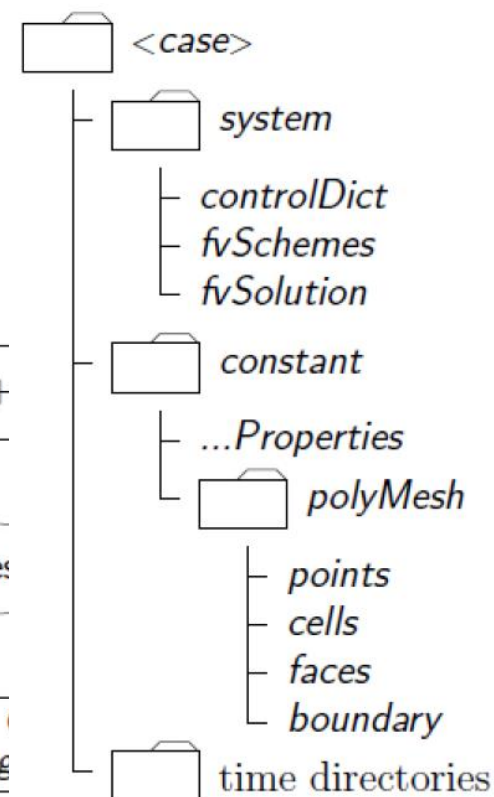 <case>
system
controlDict
fvSchemes
fvSolution
constant
...Properties
polyMesh
points
cells
faces
boundary
time directories